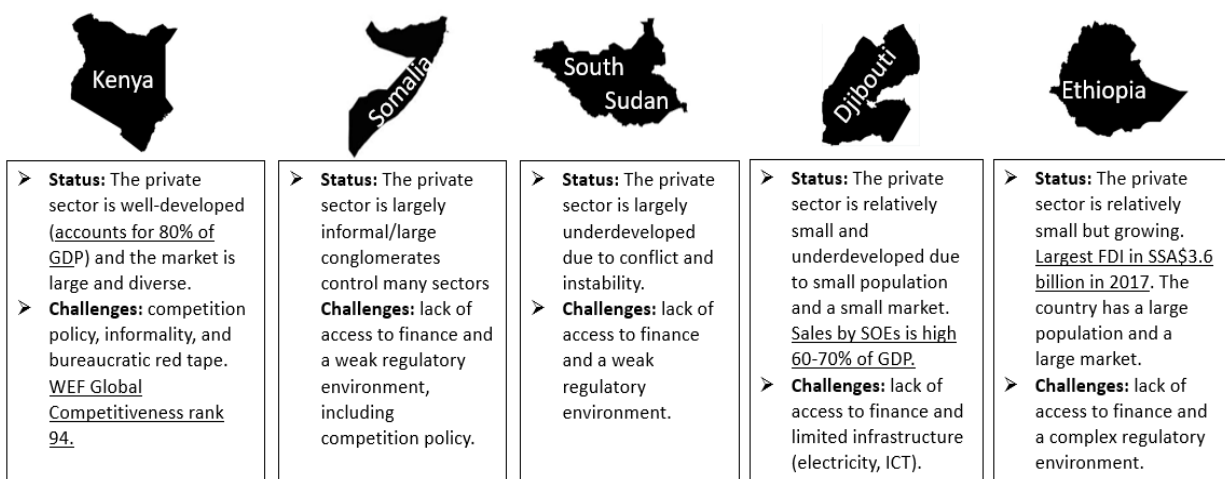 Kenya
➢ Status: The private
sector is well-developed
(accounts for 80% of
GDP) and the market is
large and diverse.
➢ Challenges: competition
policy, informality, and
bureaucratic red tape.
WEF Global
Competitiveness rank
94.
Somalia
➢ Status: The private
sector is largely
informal/large
conglomerates
control many sectors
Challenges: lack of
access to finance and
a weak regulatory
environment,
including
competition policy.
South
Sudan
➢ Status: The private
sector is largely
underdeveloped
due to conflict and
instability.
➢ Challenges: lack of
access to finance
and a weak
regulatory
environment.
Djibouti
➢ Status: The private
sector is relatively
small and
underdeveloped due
to small population
and a small market.
Sales by SOEs is high
60-70% of GDP.
➢ Challenges: lack of
access to finance and
limited infrastructure
(electricity, ICT).
Ethiopia
➢ Status: The private
sector is relatively
small but growing.
Largest FDI in SSA$3.6
billion in 2017. The
country has a large
population and a
large market.
➢ Challenges: lack of
access to finance and
a complex regulatory
environment.